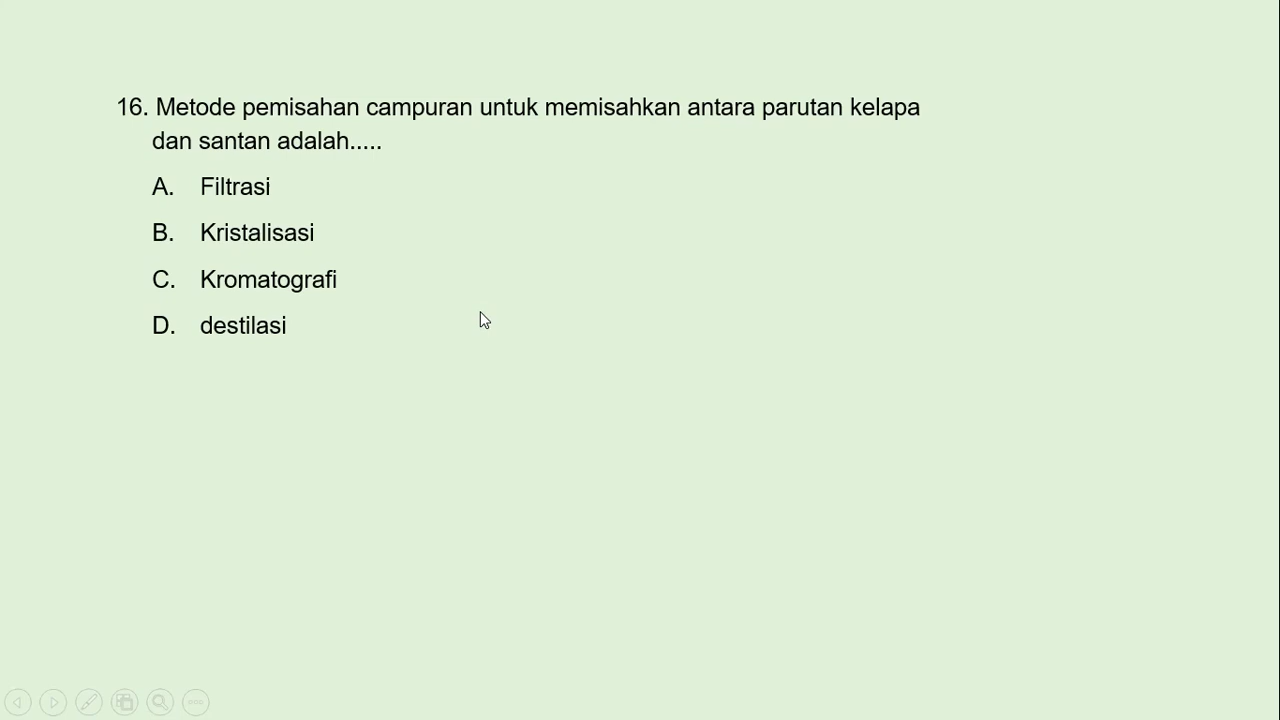 16. Metode pemisahan campuran untuk memisahkan antara parutan kelapa
dan santan adalah.....
A. Filtrasi
B. Kristalisasi
C. Kromatografi
D. destilasi